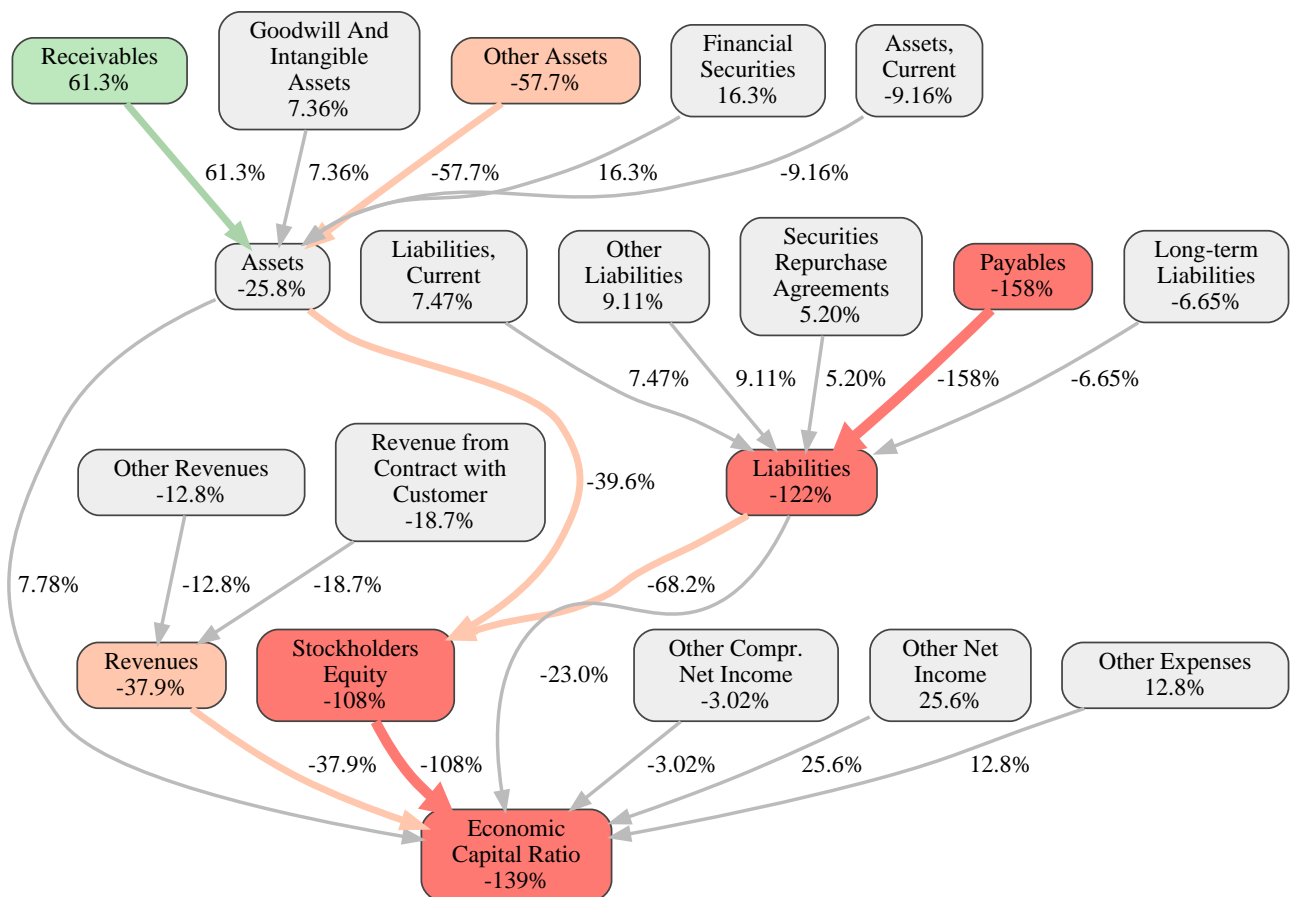 Receivables
61.3%
Goodwill And
Intangible
Assets
7.36%
Other Assets
-57.7%
Financial
Securities
16.3%
Assets,
Current
-9.16%
61.3%
7.36%
-57.7%
16.3%
-9.16%
Assets
-25.8%
Liabilities,
Current
7.47%
Other
Liabilities
9.11%
Securities
Repurchase
Agreements
5.20%
Payables
-158%
Long-term
Liabilities
-6.65%
7.47%
9.11%
5.20%
-158%
-6.65%
Other Revenues
-12.8%
Revenue from
Contract with
Customer
-18.7%
-39.6%
Liabilities
-122%
7.78%
-12.8%
-18.7%
-68.2%
Revenues
-37.9%
Stockholders
Equity
-108%
-23.0%
Other Compr.
Net Income
-3.02%
Other Net
Income
25.6%
Other Expenses
12.8%
-37.9%
-108%
-3.02%
25.6%
12.8%
Economic
Capital Ratio
-139%